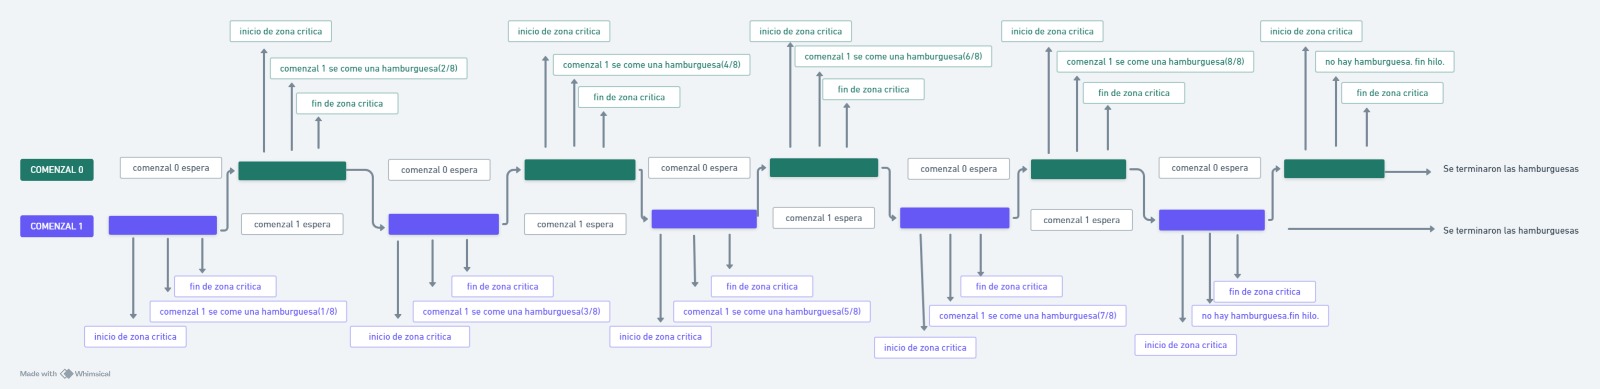 inicio de zona critica
inicio de zona critica
inicio de zona critica
inicio de zona critica
inicio de zona critica
comenzal 1 se come una hamburguesa(2/8)
comenzal 1 se come una hamburguesa(4/8)
comenzal 1 se come una hamburguesa(6/8)
comenzal 1 se come una hamburguesa(8/8)
no hay hamburguesa. fin hilo.
fin de zona critica
fin de zona critica
fin de zona critica
fin de zona critica
fin de zona critica
COMENZAL 0
comenzal 0 espera
comenzal 0 espera
comenzal 0 espera
comenzal 0 espera
comenzal 0 espera
Se terminaron las hamburguesas
COMENZAL 1
comenzal 1 espera
comenzal 1 espera
comenzal 1 espera
comenzal 1 espera
Se terminaron las hamburguesas
fin de zona critica
fin de zona critica
fin de zona critica
fin de zona critica
fin de zona critica
comenzal 1 se come una hamburguesa(1/8)
comenzal 1 se come una hamburguesa(3/8)
comenzal 1 se come una hamburguesa(5/8)
comenzal 1 se come una hamburguesa(7/8)
no hay hamburguesa.fin hilo.
inicio de zona critica
inicio de zona critica
inicio de zona critica
inicio de zona critica
inicio de zona critica
Made with Whimsical